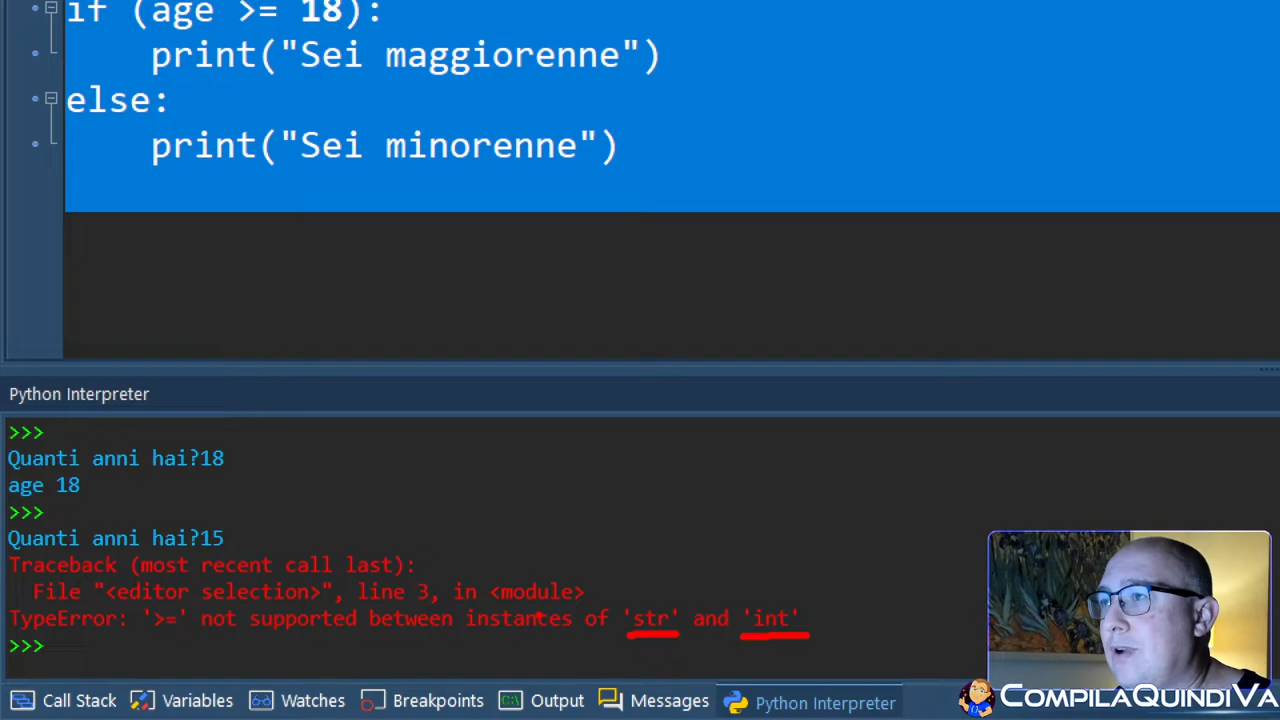 if (age >= 18):
print("Sei maggiorenne")
else:
print("Sei minorenne")
Python Interpreter
>>>
Quanti anni hai?18
age 18
>>>
Quanti anni hai?15
Traceback (most recent call last):
File "<editor selection>", line 3, in <module>
TypeError: '>=' not supported between instances of 'str' and 'int'
>>>
Call Stack Variables Watches Breakpoints Output Messages Python Interpreter
COMPILAQUINDIVA